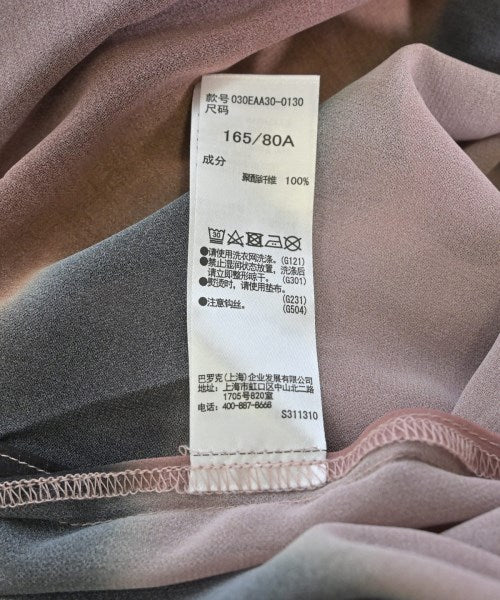 款号 030EAA30-0130
尺码
165/80A
成分
聚酯纤维 100%
30
●请使用洗衣网洗涤。(G121)
●禁止湿润状态放置，洗涤后
请立即整形晾干。(G301)
●熨烫时，请使用垫布。
(G231)
●注意钩丝。(G504)
巴罗克(上海)企业发展有限公司
地址：上海市虹口区中山北二路
1705号820室
电话：400-887-8668
S311310